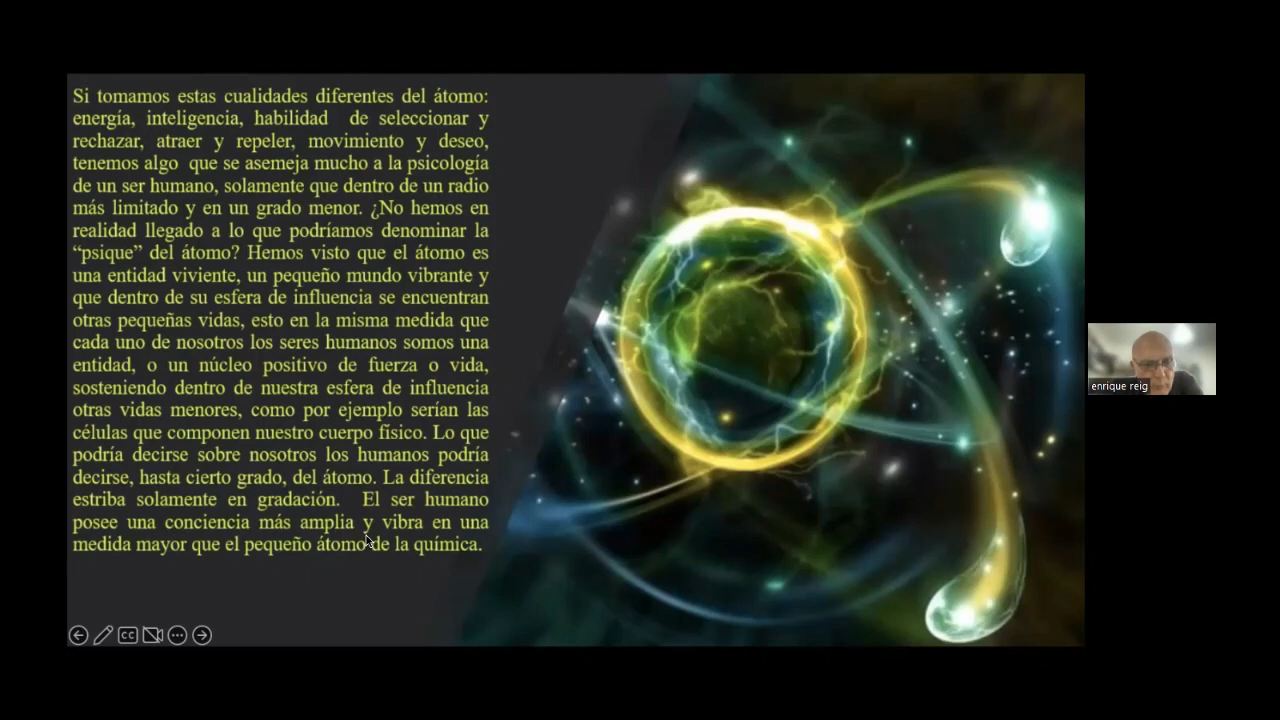 Si tomamos estas cualidades diferentes del átomo:
energía, inteligencia, habilidad de seleccionar y
rechazar, atraer y repeler, movimiento y deseo,
tenemos algo que se asemeja mucho a la psicología
de un ser humano, solamente que dentro de un radio
más limitado y en un grado menor. ¿No hemos en
realidad llegado a lo que podríamos denominar la
“psique” del átomo? Hemos visto que el átomo es
una entidad viviente, un pequeño mundo vibrante y
que dentro de su esfera de influencia se encuentran
otras pequeñas vidas, esto en la misma medida que
cada uno de nosotros los seres humanos somos una
entidad, o un núcleo positivo de fuerza o vida,
sosteniendo dentro de nuestra esfera de influencia
otras vidas menores, como por ejemplo serían las
células que componen nuestro cuerpo físico. Lo que
podría decirse sobre nosotros los humanos podría
decirse, hasta cierto grado, del átomo. La diferencia
estriba solamente en gradación. El ser humano
posee una conciencia más amplia y vibra en una
medida mayor que el pequeño átomo de la química.
CC
enrique reig